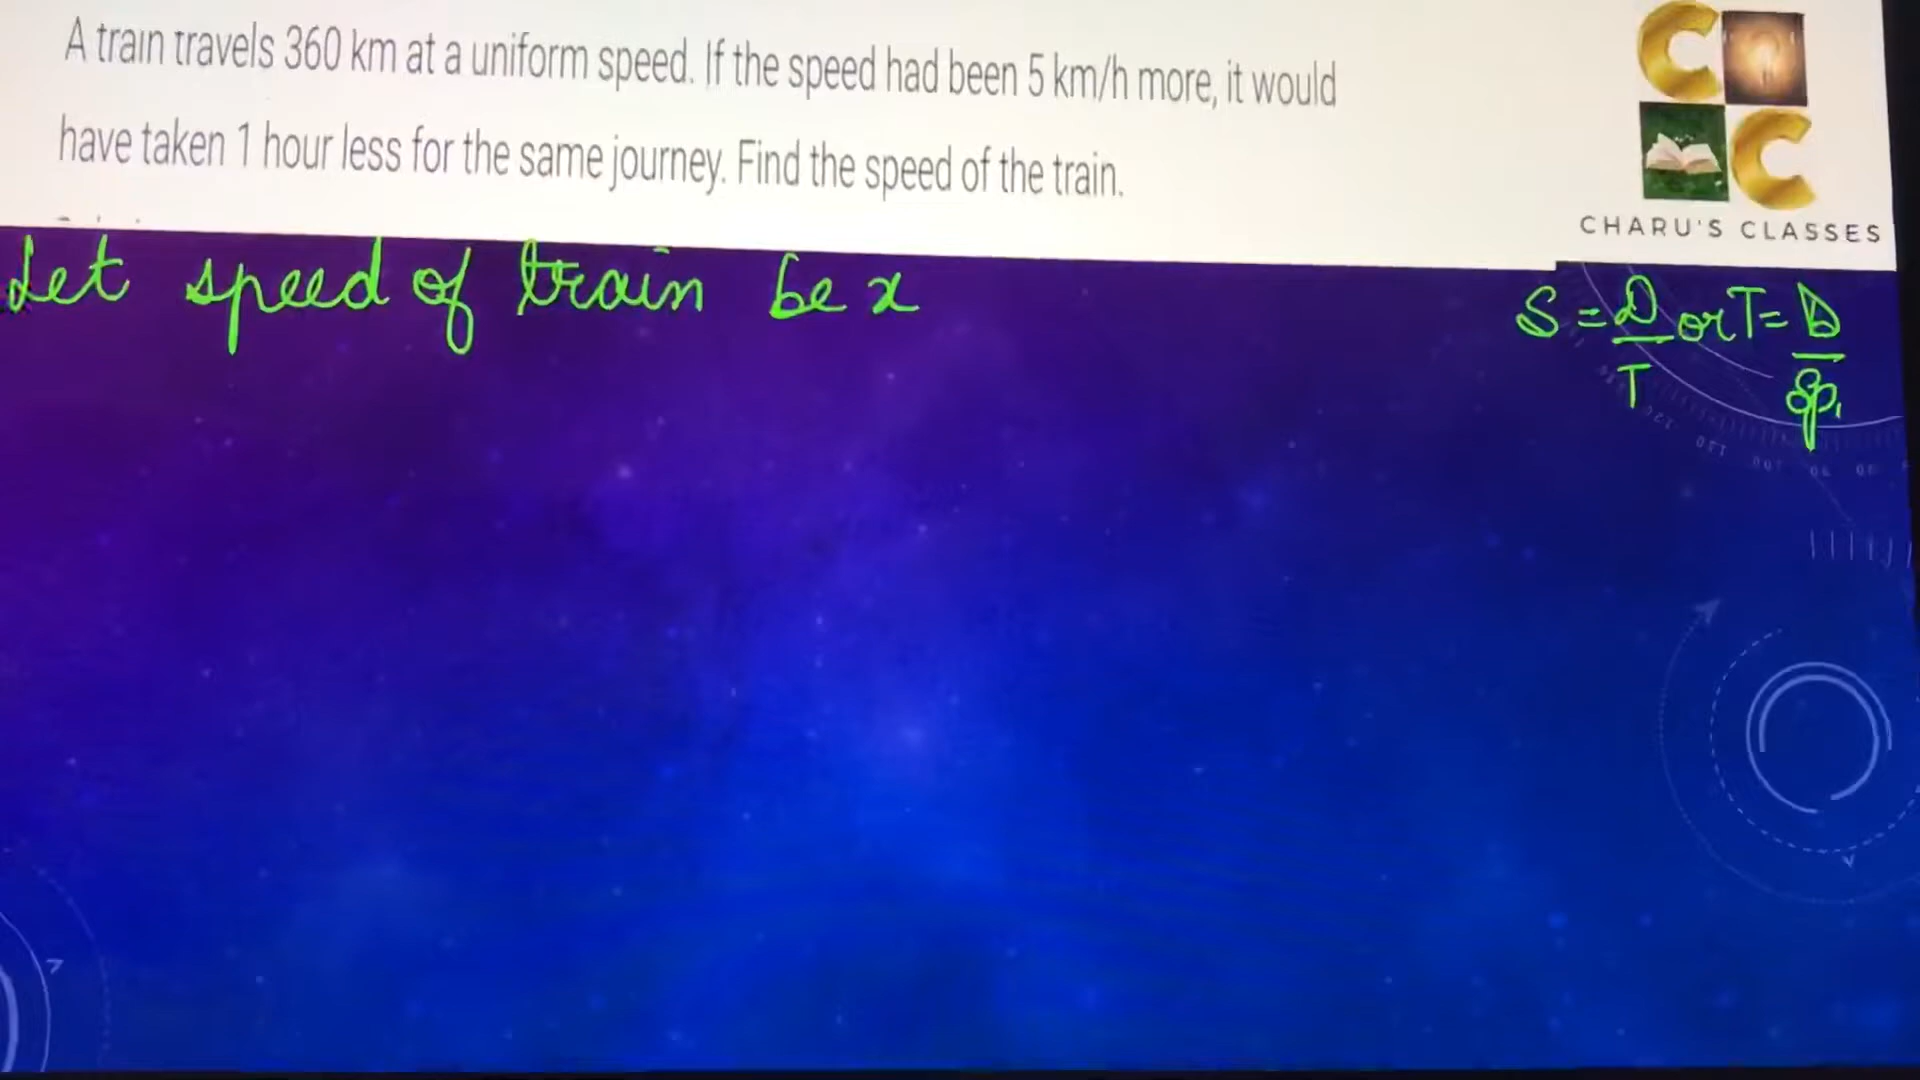 A train travels 360 km at a uniform speed. If the speed had been 5 km/h more, it would
have taken 1 hour less for the same journey. Find the speed of the train.
CHARU'S CLASSES
Let speed of train be x
S = D/T or T = D/Sp.